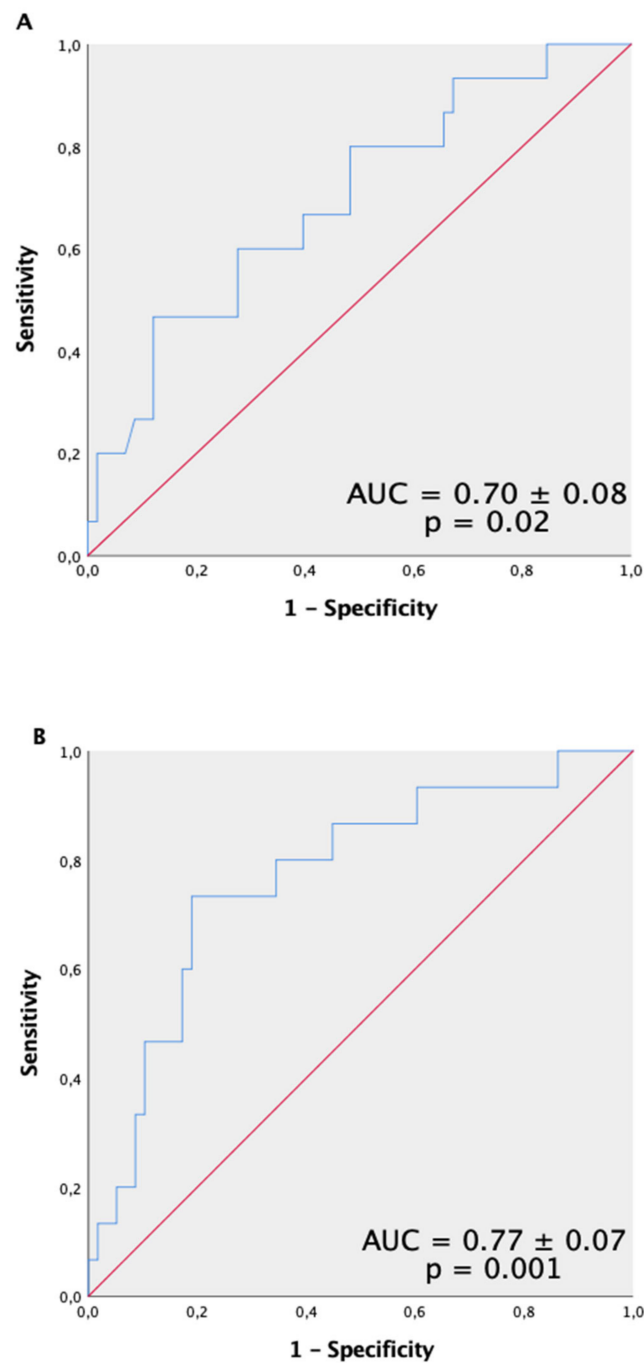 A
1,0
0,8
0,6
0,4
0,2
0,0
Sensitivity
AUC = 0.70 ± 0.08
p = 0.02
0,0 0,2 0,4 0,6 0,8 1,0
1 – Specificity
B
1,0
0,8
0,6
0,4
0,2
0,0
Sensitivity
AUC = 0.77 ± 0.07
p = 0.001
0,0 0,2 0,4 0,6 0,8 1,0
1 – Specificity